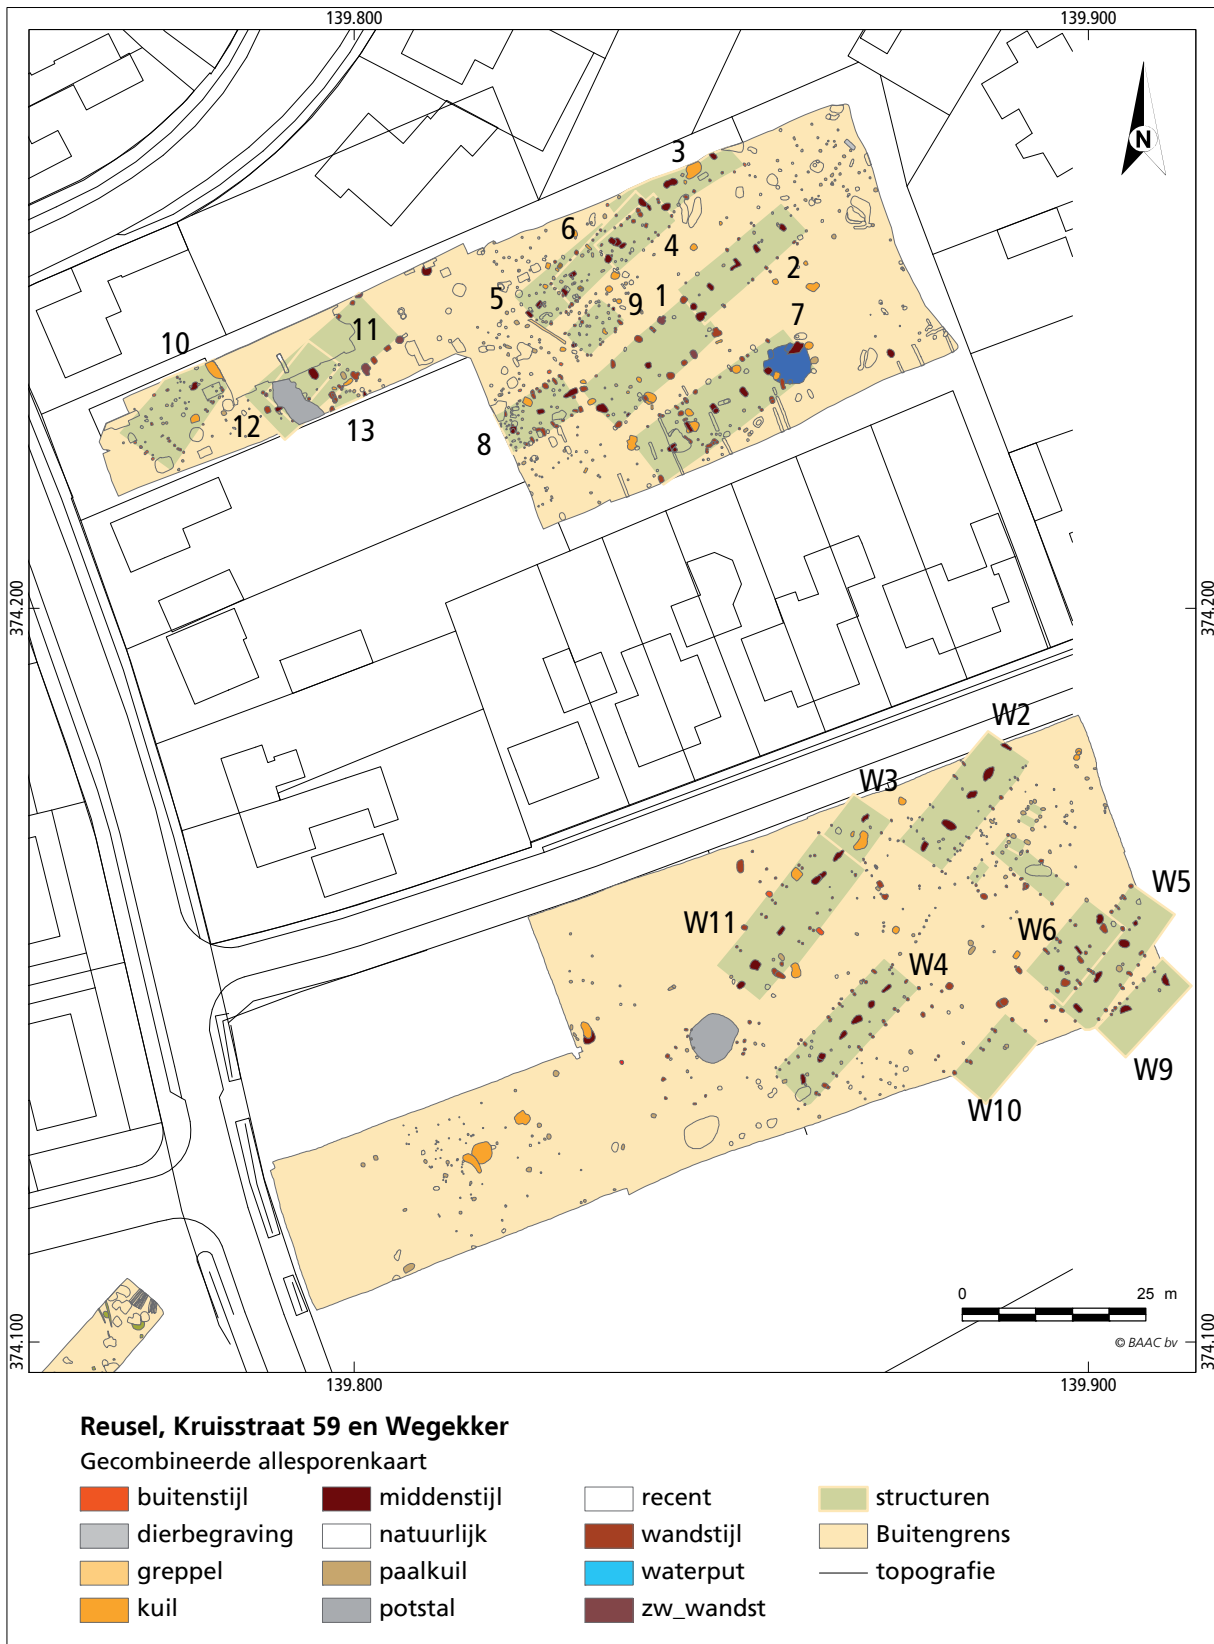 139.800 139.900
N
3
6
4
2
5
9 1
7
10 11
12
13
8
374.200 374.200
W2
W3
W5
W11
W6
W4
W9
W10
0 25 m
© BAAC bv
374.100 374.100
139.800 139.900
Reusel, Kruisstraat 59 en Wegekker
Gecombineerde allesporenkaart
buitenstijl middenstijl recent structuren
dierbegraving natuurlijk wandstijl Buitengrens
greppel paalkuil waterput topografie
kuil potstal zw_wandst